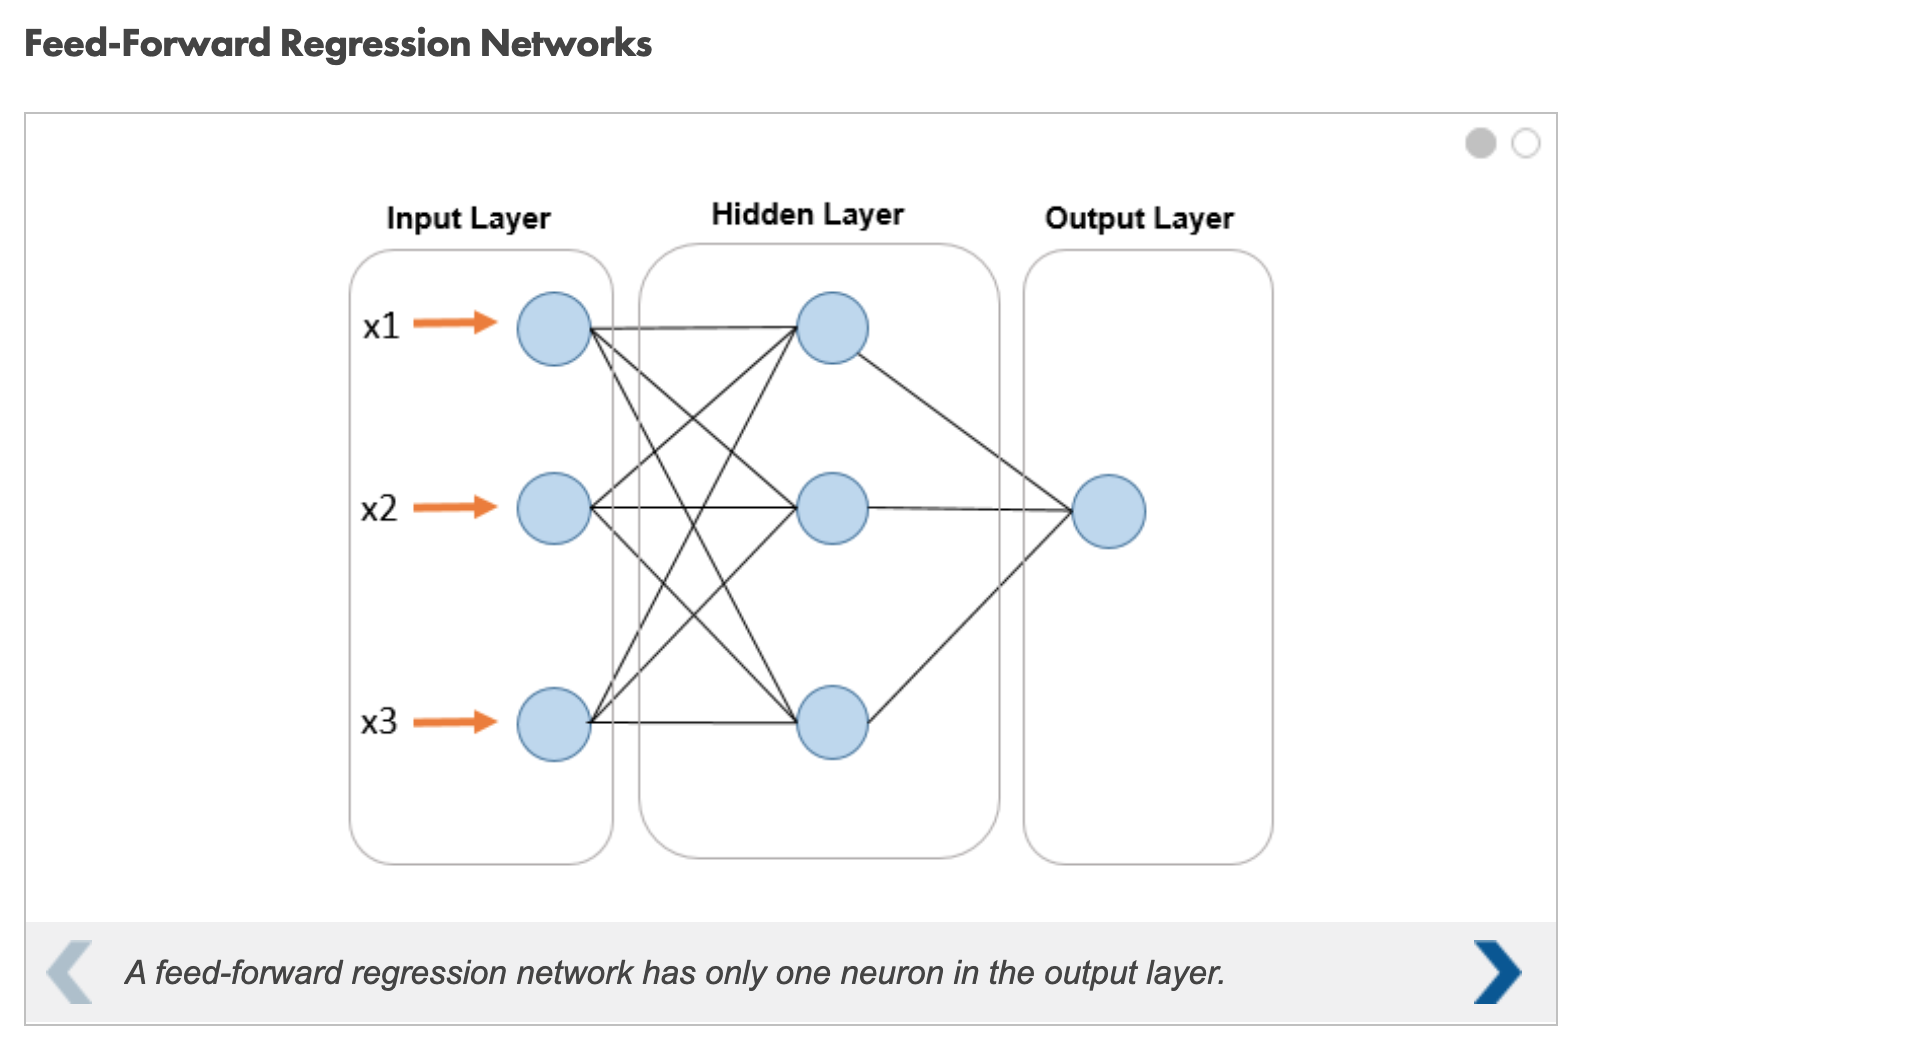 Feed-Forward Regression Networks
Input Layer
Hidden Layer
Output Layer
x1
x2
x3
A feed-forward regression network has only one neuron in the output layer.